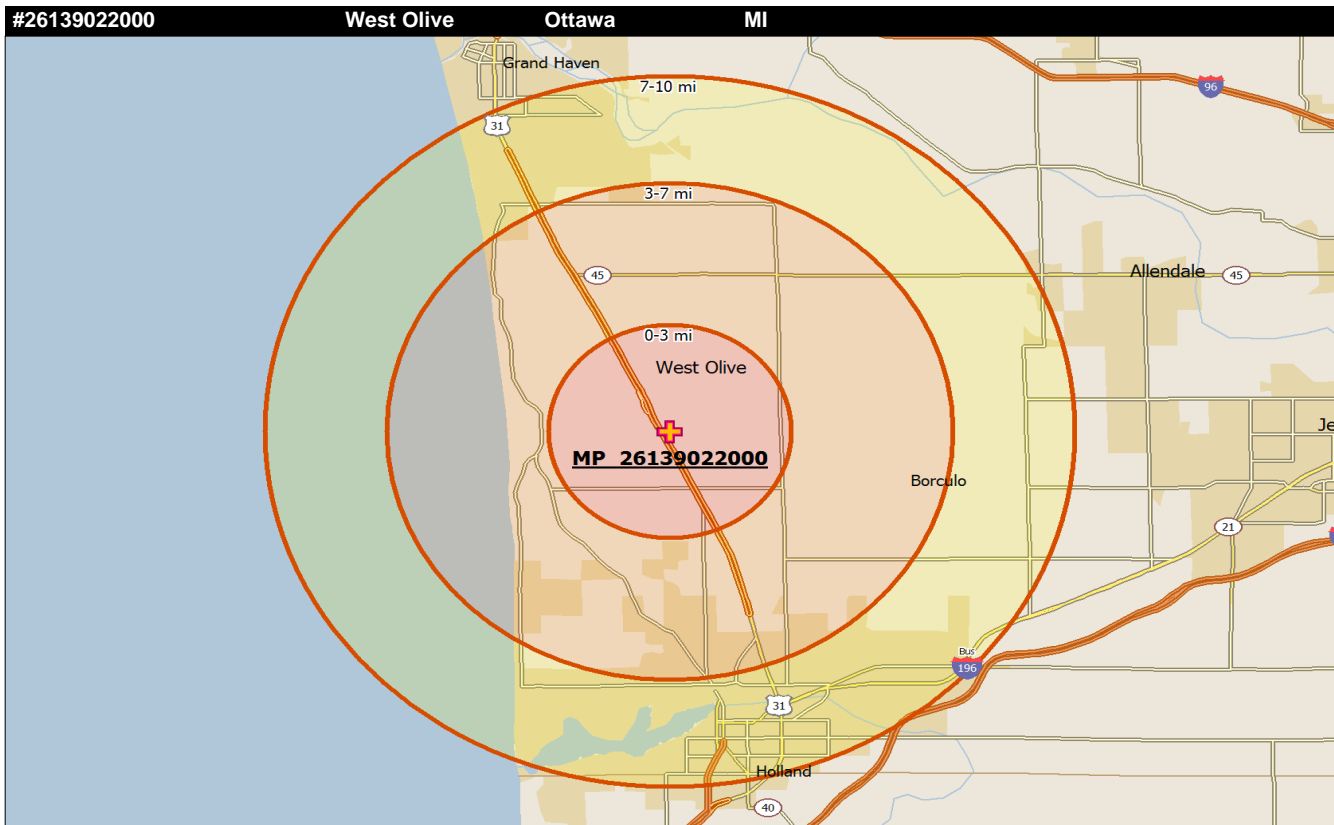 #26139022000 West Olive Ottawa MI
Grand Haven
7-10 mi
96
31
3-7 mi
45
Allendale
45
0-3 mi
West Olive
Je
MP 26139022000
Borculo
21
Bus
196
31
Holland
40